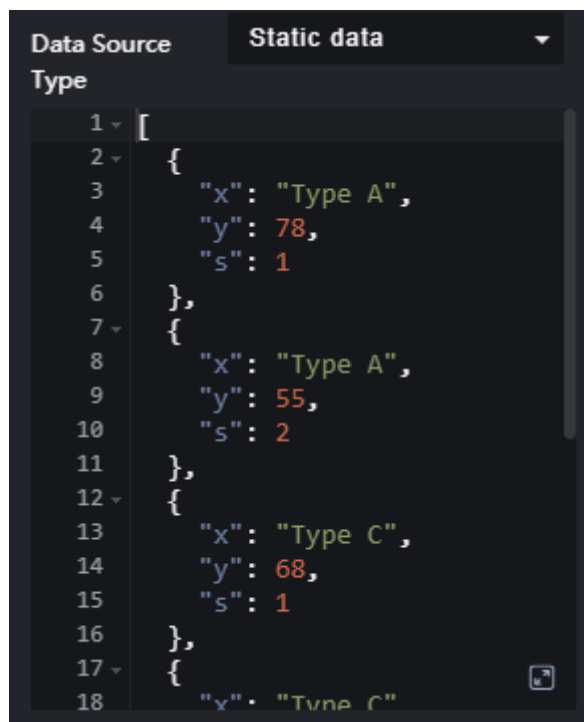 Data Source Type
Static data
1 [
2 {
3 "x": "Type A",
4 "y": 78,
5 "s": 1
6 },
7 {
8 "x": "Type A",
9 "y": 55,
10 "s": 2
11 },
12 {
13 "x": "Type C",
14 "y": 68,
15 "s": 1
16 },
17 {
18 "x": "Type C"